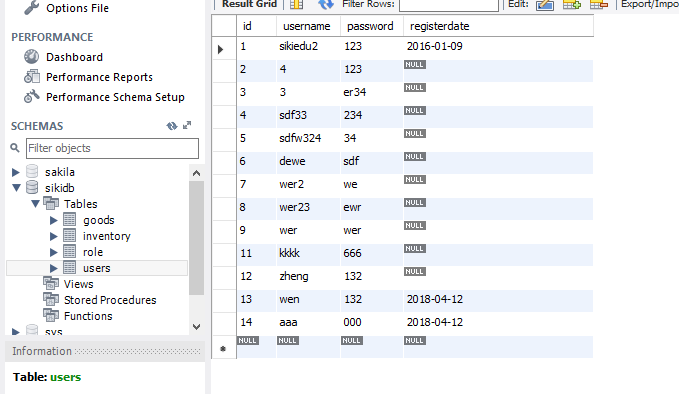 Options File
PERFORMANCE
Dashboard
Performance Reports
Performance Schema Setup
SCHEMAS
Filter objects
sakila
sikidb
Tables
goods
inventory
role
users
Views
Stored Procedures
Functions
sys
Information
Table: users
Result Grid Filter Rows: Edit: Export/Impo
id username password registerdate
1 sikiedu2 123 2016-01-09
2 4 123 NULL
3 3 er34 NULL
4 sdf33 234 NULL
5 sdfw324 34 NULL
6 dewe sdf NULL
7 wer2 we NULL
8 wer23 ewr NULL
9 wer wer NULL
11 kkkk 666 NULL
12 zheng 132 NULL
13 wen 132 2018-04-12
14 aaa 000 2018-04-12
NULL NULL NULL NULL